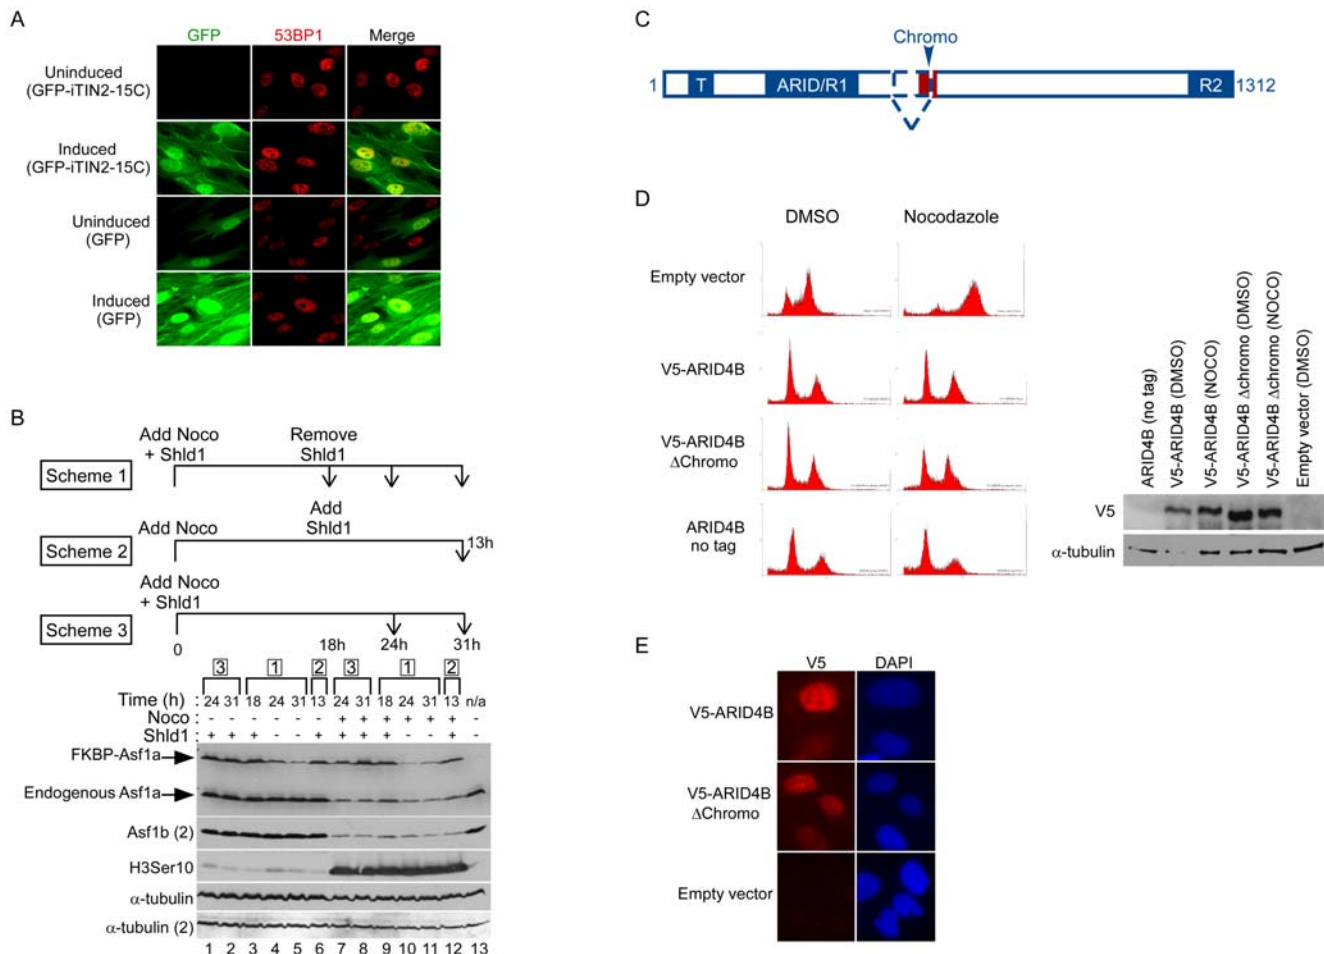 A
GFP 53BP1 Merge
Uninduced
(GFP-iTIN2-15C)
Induced
(GFP-iTIN2-15C)
Uninduced
(GFP)
Induced
(GFP)
B
Add Noco
+ Shld1
Remove
Shld1
Scheme 1
Add
Shld1
Add Noco
Scheme 2
13h
Add Noco
+ Shld1
Scheme 3
0
18h 24h 31h
3 1 2 3 1 2
Time (h) : 24 31 18 24 31 13 24 31 18 24 31 13 n/a
Noco : - - - - - - + + + + + + -
Shld1 : + + + - - + + + + - - + -
FKBP-Asf1a
Endogenous Asf1a
Asf1b (2)
H3Ser10
α-tubulin
α-tubulin (2)
1 2 3 4 5 6 7 8 9 10 11 12 13
C
Chromo
1 T ARID/R1 R2 1312
D
DMSO Nocodazole
Empty vector
V5-ARID4B
V5-ARID4B
ΔChromo
ARID4B
no tag
ARID4B (no tag)
V5-ARID4B (DMSO)
V5-ARID4B (NOCO)
V5-ARID4B Δchromo (DMSO)
V5-ARID4B Δchromo (NOCO)
Empty vector (DMSO)
V5
α-tubulin
E
V5 DAPI
V5-ARID4B
V5-ARID4B
ΔChromo
Empty vector